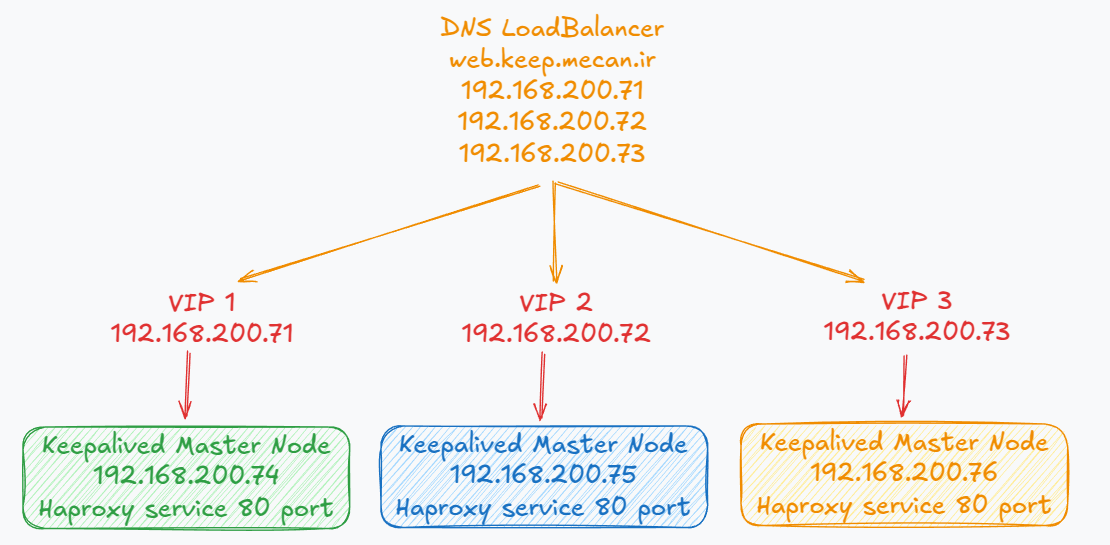 DNS LoadBalancer
web.keep.mecan.ir
192.168.200.71
192.168.200.72
192.168.200.73
VIP 1
192.168.200.71
VIP 2
192.168.200.72
VIP 3
192.168.200.73
Keepalived Master Node
192.168.200.74
Haproxy service 80 port
Keepalived Master Node
192.168.200.75
Haproxy service 80 port
Keepalived Master Node
192.168.200.76
Haproxy service 80 port